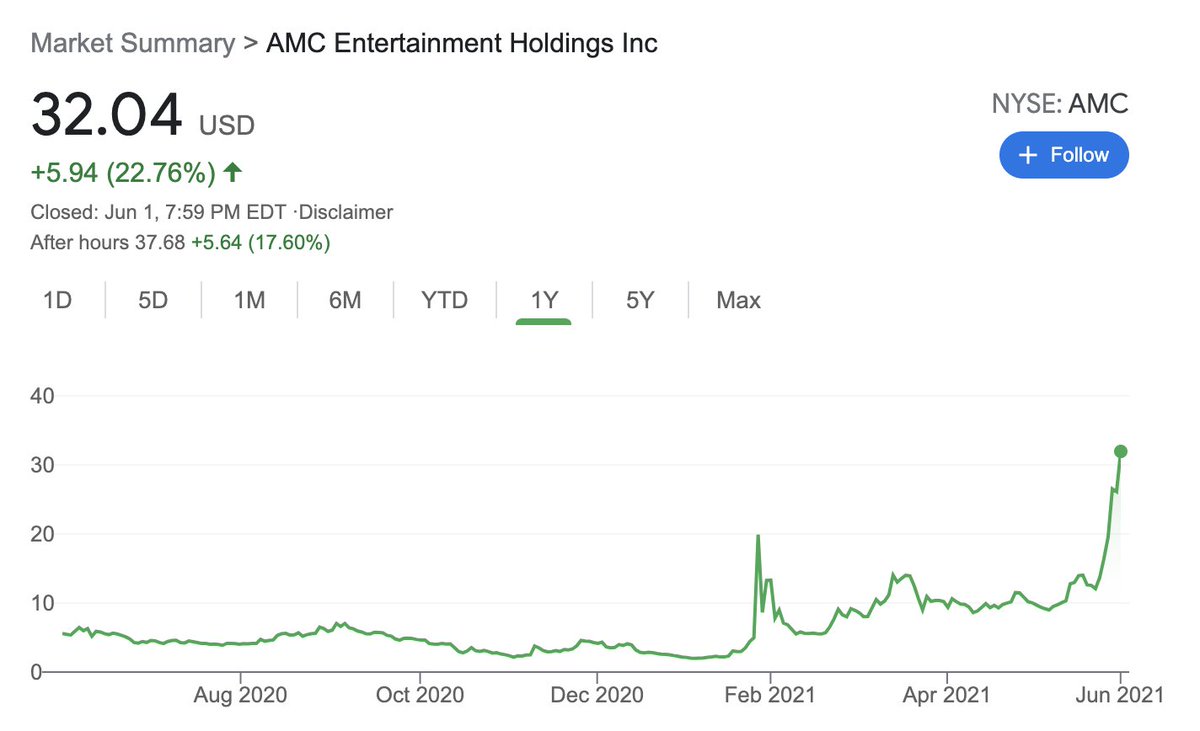 Market Summary > AMC Entertainment Holdings Inc
32.04 USD
NYSE: AMC
+5.94 (22.76%) ↑
+ Follow
Closed: Jun 1, 7:59 PM EDT ·Disclaimer
After hours 37.68 +5.64 (17.60%)
1D 5D 1M 6M YTD 1Y 5Y Max
40
30
20
10
0
Aug 2020 Oct 2020 Dec 2020 Feb 2021 Apr 2021 Jun 2021